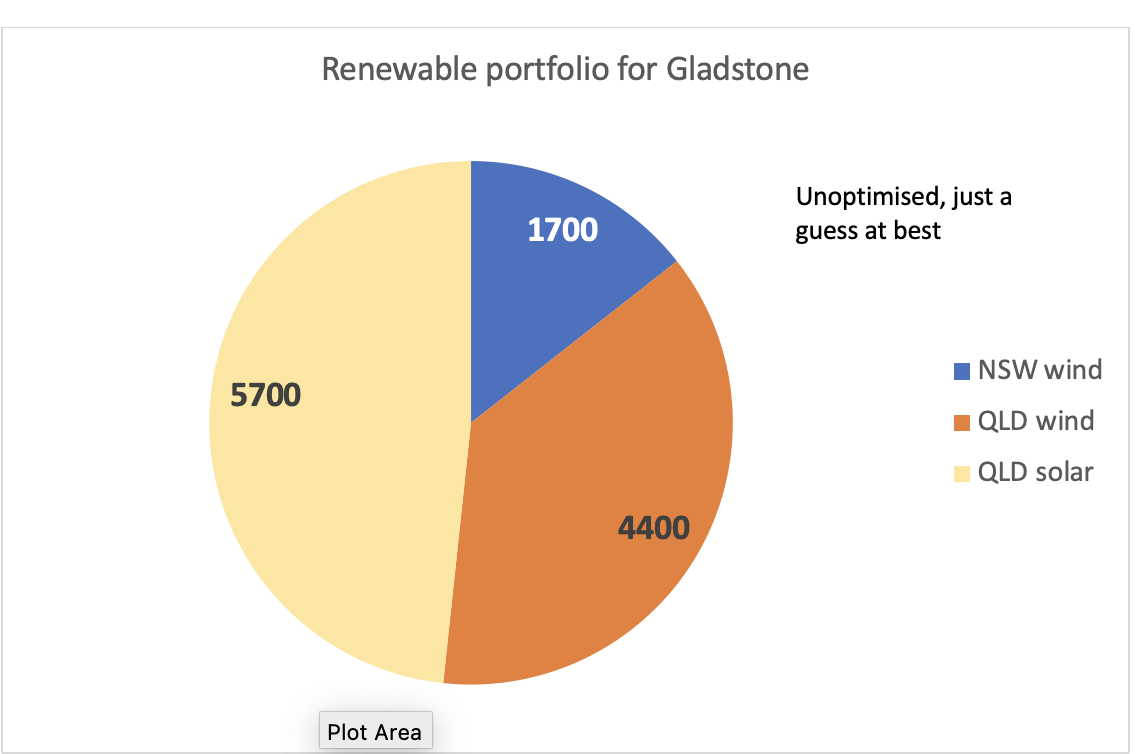 Renewable portfolio for Gladstone
Unoptimised, just a
guess at best
1700
5700
4400
NSW wind
QLD wind
QLD solar
Plot Area